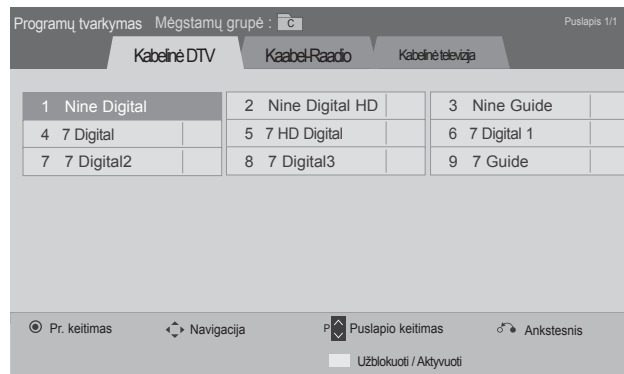 Programų tvarkymas Mėgstamų grupė : C Puslapis 1/1
Kabelinė DTV Kaabel-Raadio Kabelinė televizija
1 Nine Digital 2 Nine Digital HD 3 Nine Guide
4 7 Digital 5 7 HD Digital 6 7 Digital 1
7 7 Digital2 8 7 Digital3 9 7 Guide
Pr. keitimas Navigacija P Puslapio keitimas Ankstesnis
Užblokuoti / Aktyvuoti